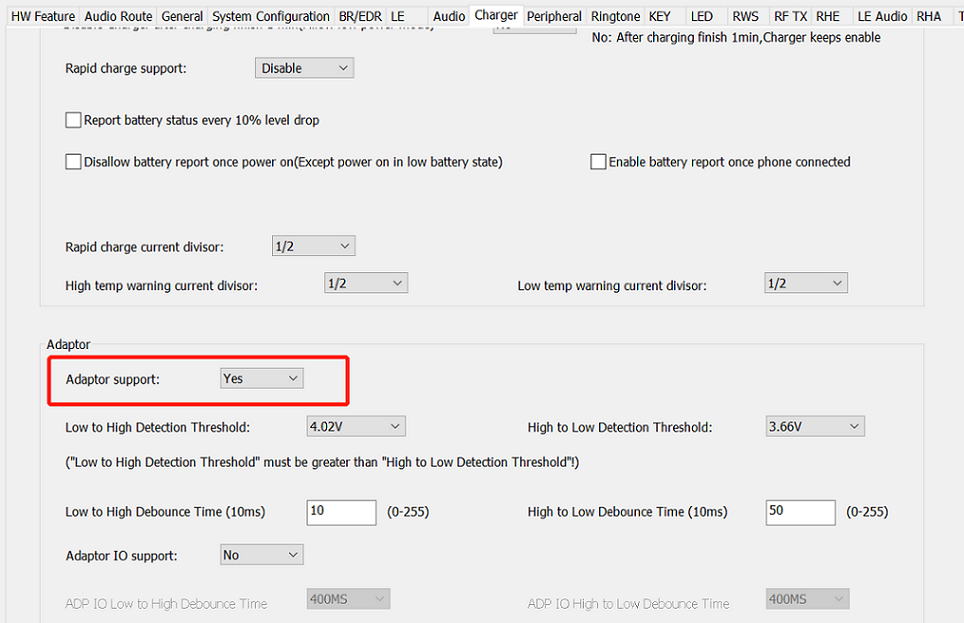 HW Feature Audio Route General System Configuration BR/EDR LE Audio Charger Peripheral Ringtone KEY LED RWS RF TX RHE LE Audio RHA
No: After charging finish 1min,Charger keeps enable
Rapid charge support: Disable
Report battery status every 10% level drop
Disallow battery report once power on(Except power on in low battery state) Enable battery report once phone connected
Rapid charge current divisor: 1/2
High temp warning current divisor: 1/2 Low temp warning current divisor: 1/2
Adaptor
Adaptor support: Yes
Low to High Detection Threshold: 4.02V High to Low Detection Threshold: 3.66V
("Low to High Detection Threshold" must be greater than "High to Low Detection Threshold"!)
Low to High Debounce Time (10ms) 10 (0-255) High to Low Debounce Time (10ms) 50 (0-255)
Adaptor IO support: No
ADP IO Low to High Debounce Time 400MS ADP IO High to Low Debounce Time 400MS